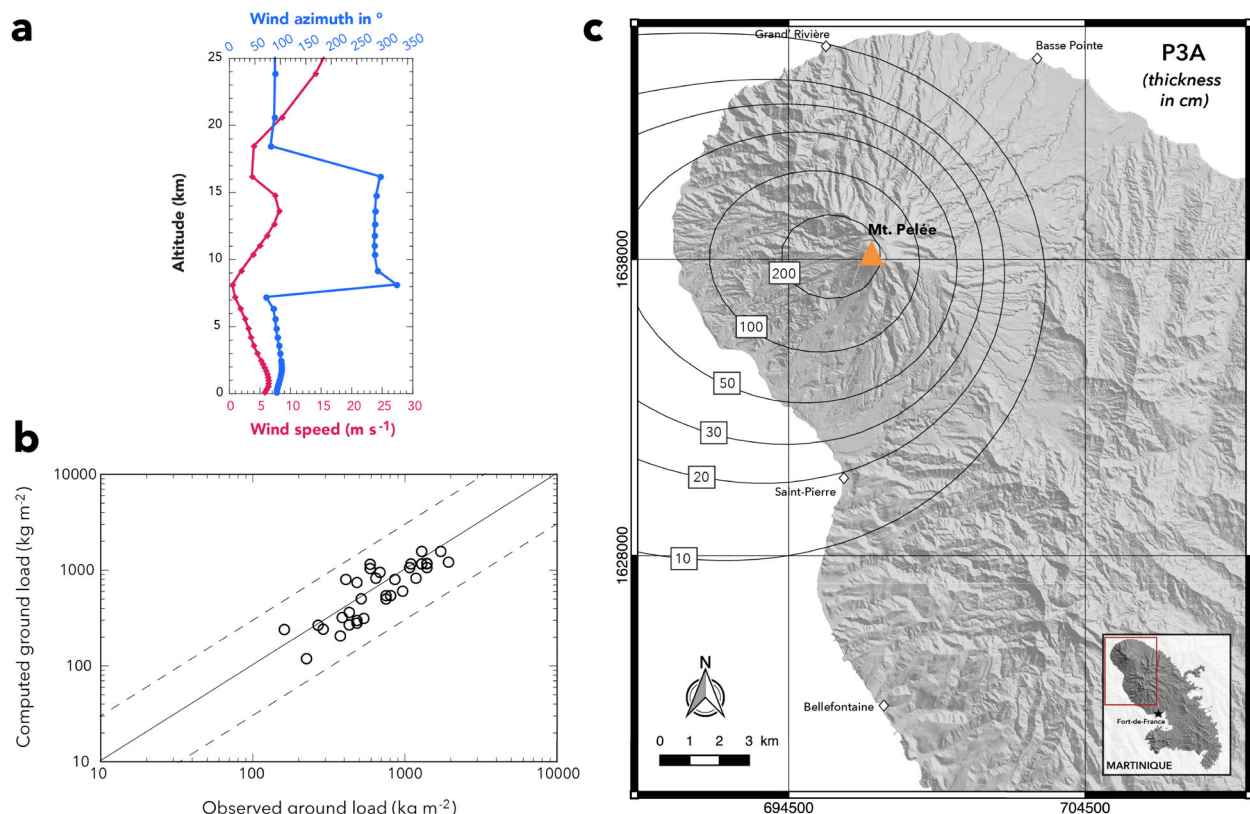 a
Wind azimuth in °
0 50 100 150 200 250 300 350
25
20
15
10
5
0
Altitude (km)
0 5 10 15 20 25 30
Wind speed (m s-1)
b
10000
1000
100
10
Computed ground load (kg m-2)
10 100 1000 10000
Observed ground load (kg m-2)
c
Grand' Rivière
Basse Pointe
P3A
(thickness
in cm)
Mt. Pelée
1638000
200
100
50
30
20
Saint-Pierre
1628000
10
N
Bellefontaine
0 1 2 3 km
Fort-de-France
MARTINIQUE
694500
704500